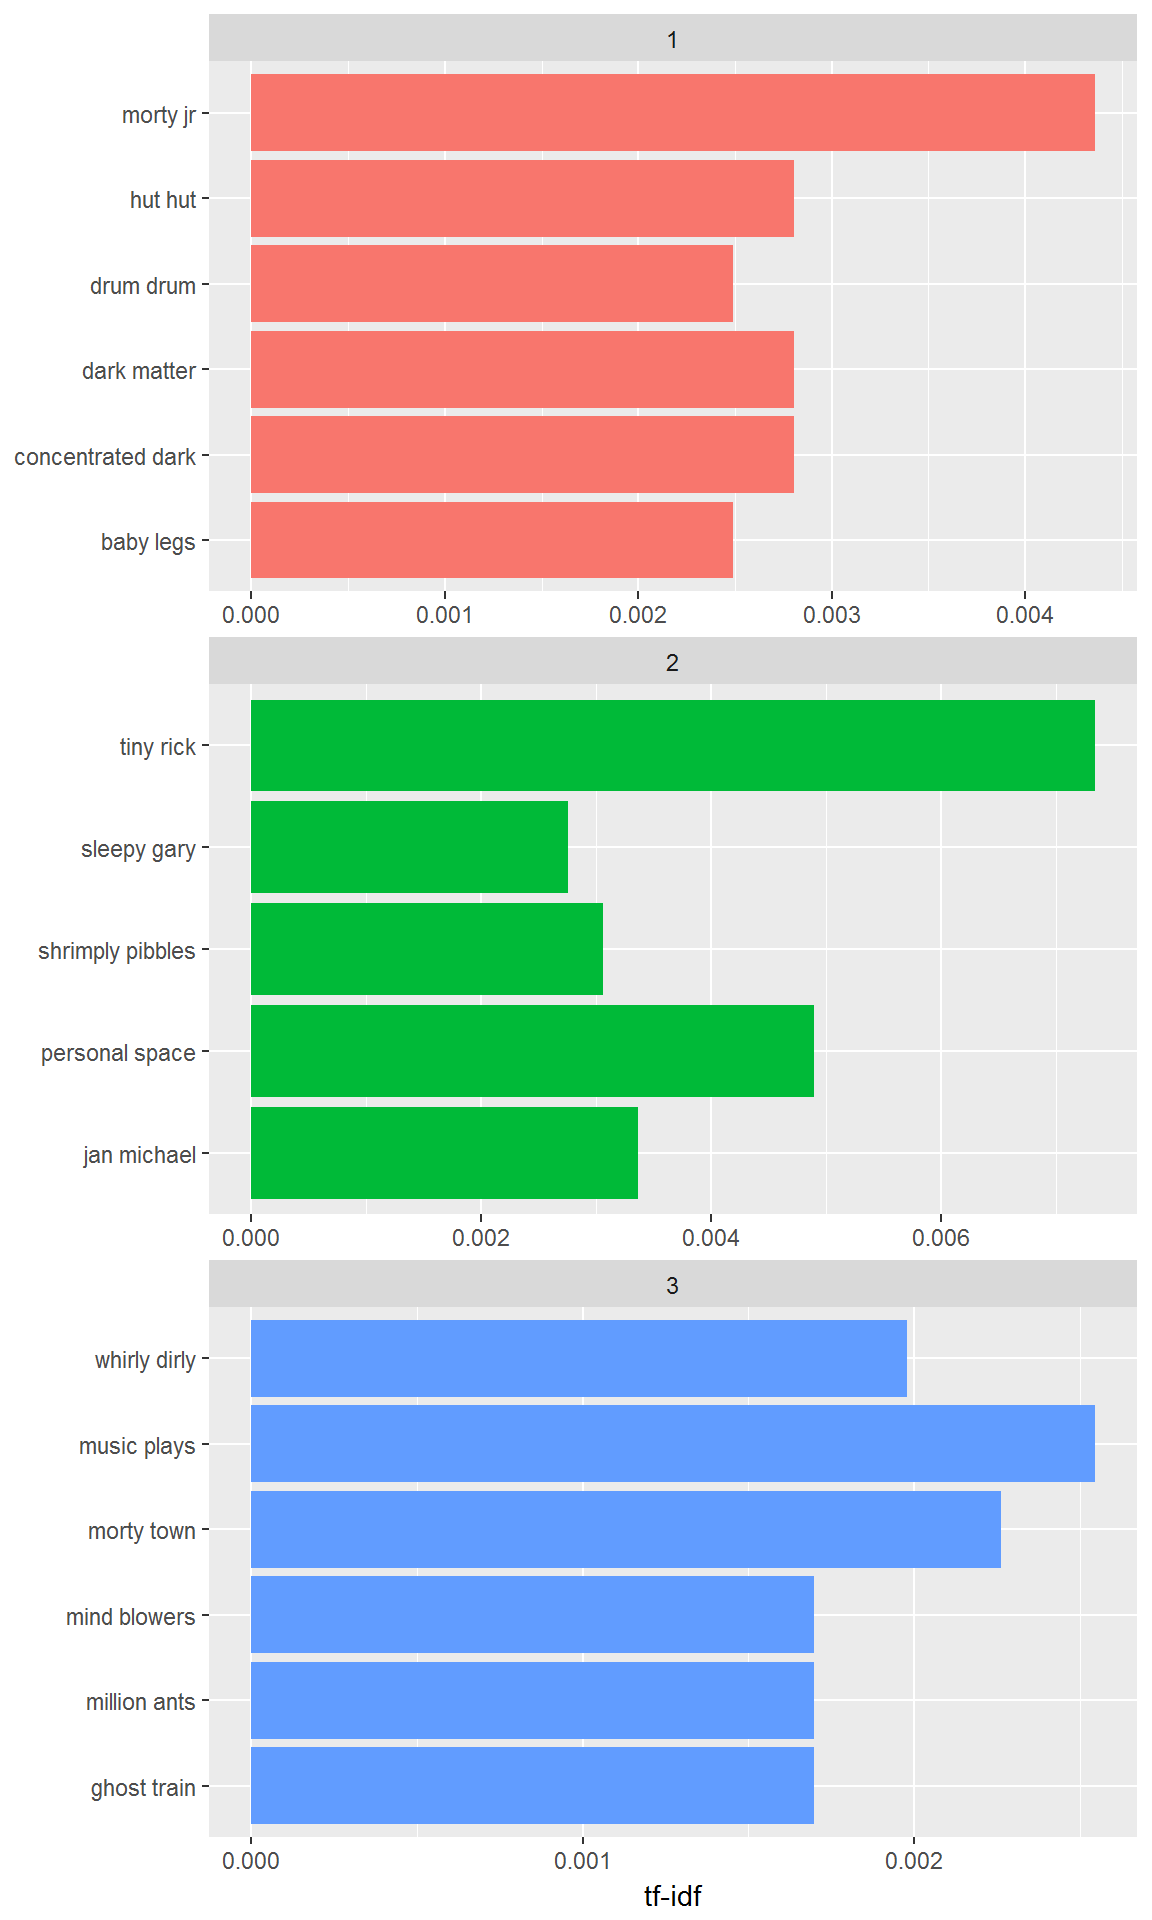 1
morty jr
hut hut
drum drum
dark matter
concentrated dark
baby legs
0.000 0.001 0.002 0.003 0.004
2
tiny rick
sleepy gary
shrimply pibbles
personal space
jan michael
0.000 0.002 0.004 0.006
3
whirly dirly
music plays
morty town
mind blowers
million ants
ghost train
0.000 0.001 0.002
tf-idf